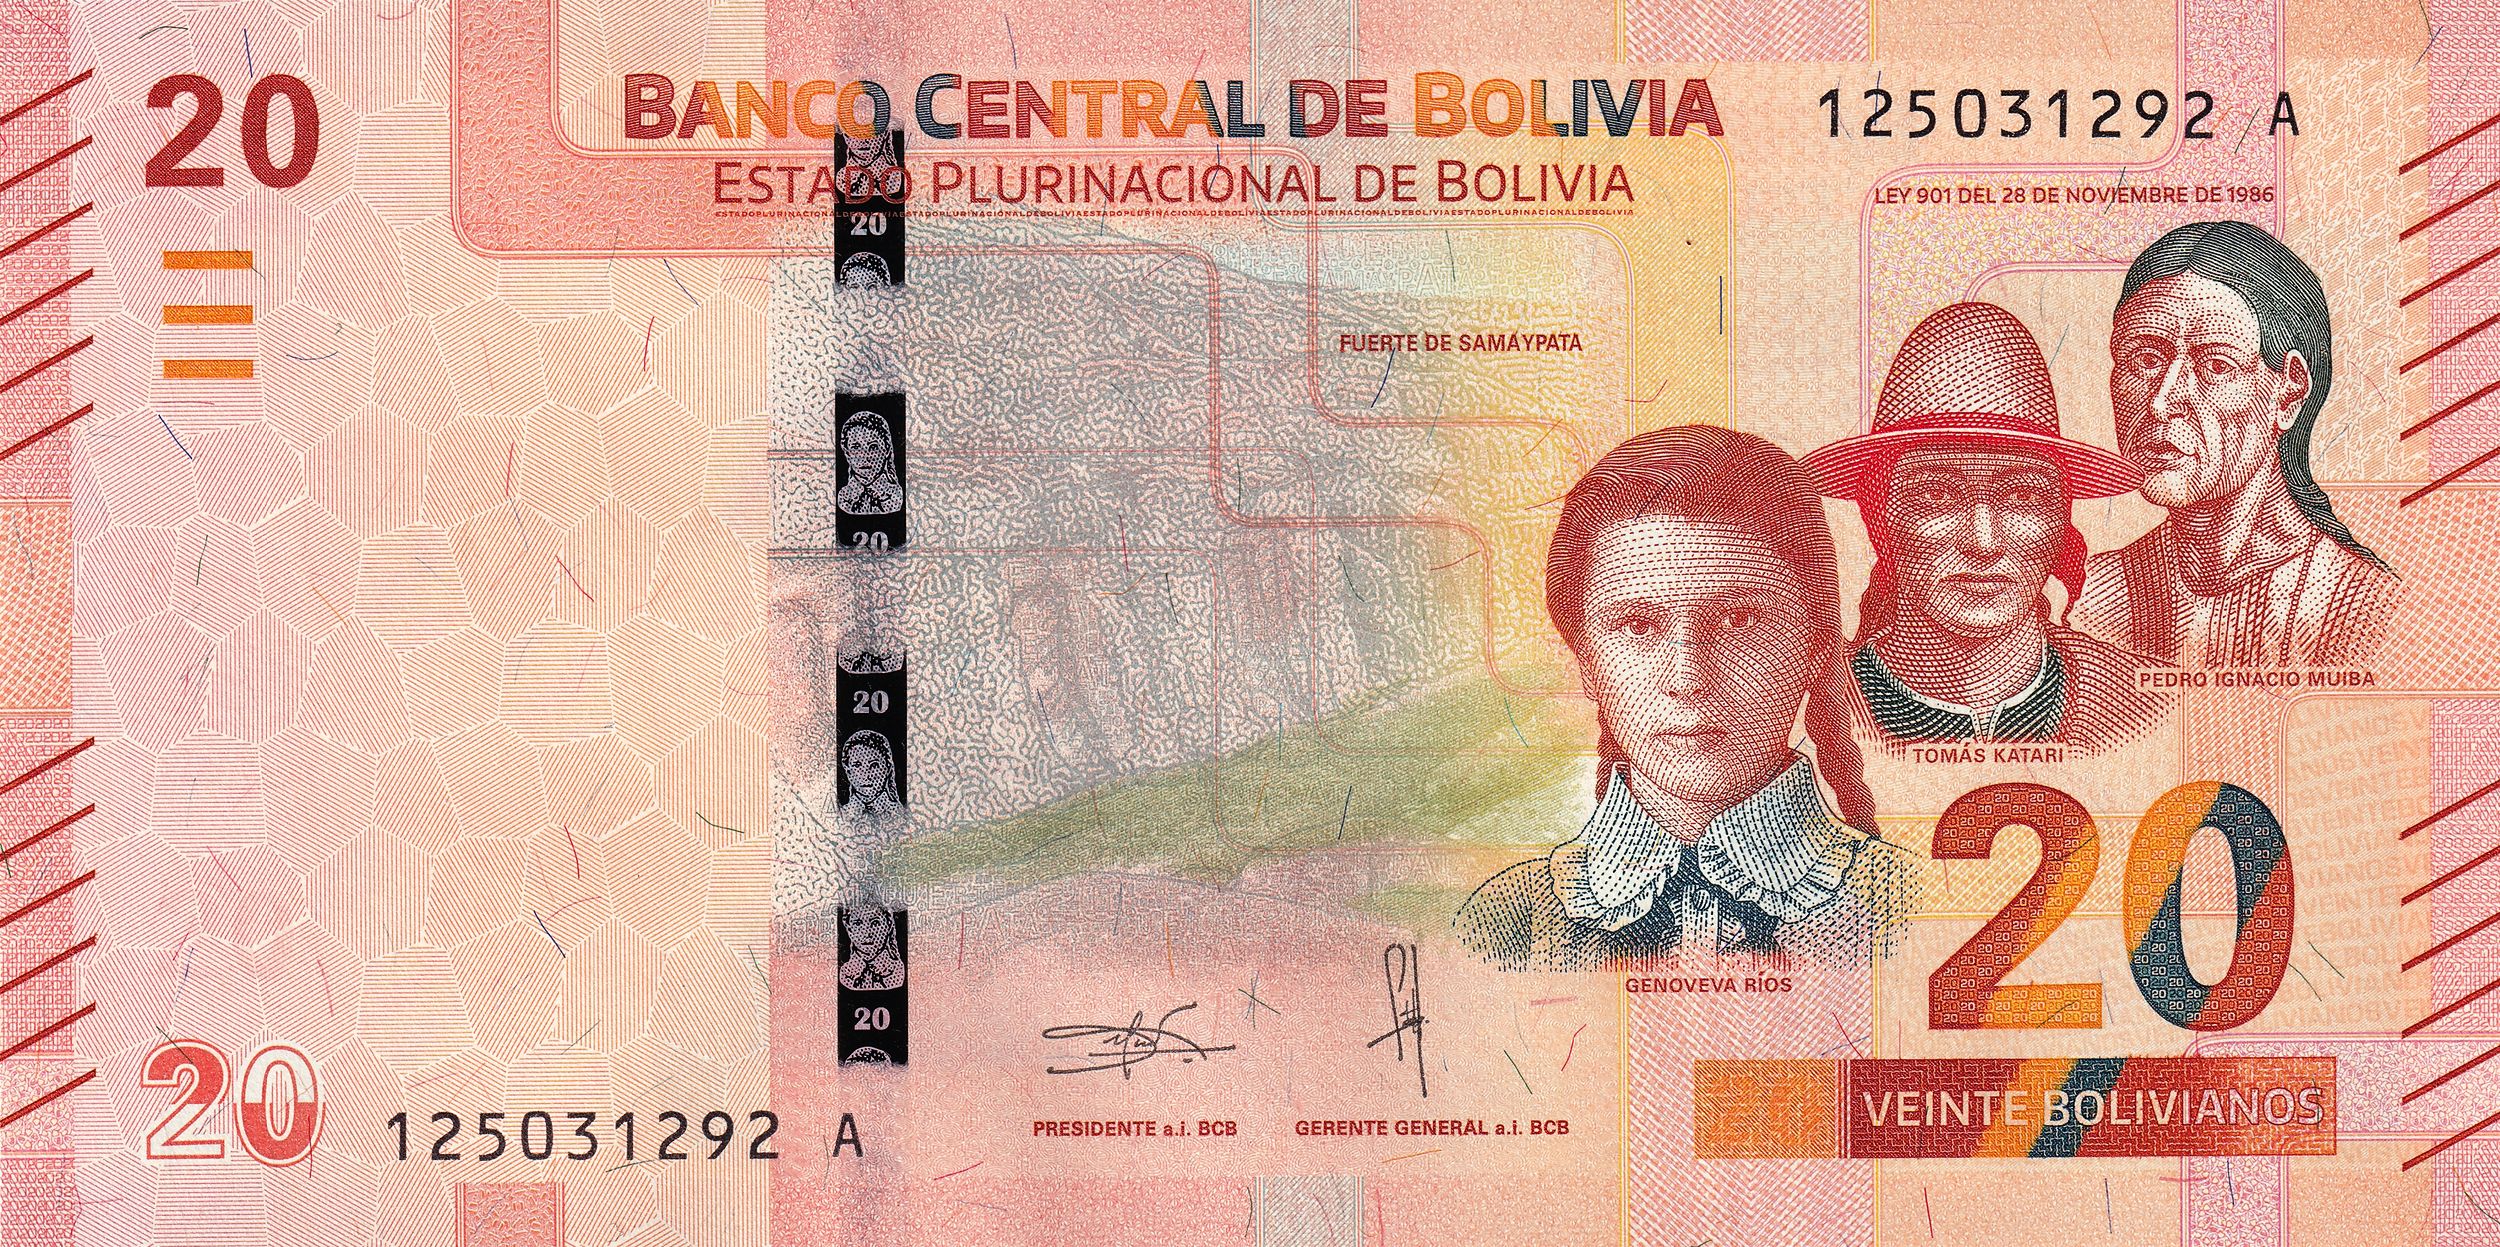 20
BANCO CENTRAL DE BOLIVIA
ESTADO PLURINACIONAL DE BOLIVIA
ESTADOPLURINACIONALDEBOLIVIAESTADOPLURINACIONALDEBOLIVIAESTADOPLURINACIONALDEBOLIVIAESTADOPLURINACIONALDEBOLIVIAESTADOPLURINACIONALDEBOLIVIA
125031292 A
LEY 901 DEL 28 DE NOVIEMBRE DE 1986
20
FUERTE DE SAMAYPATA
20
20
PEDRO IGNACIO MUIBA
TOMÁS KATARI
GENOVEVA RÍOS
20
20
20
125031292 A
PRESIDENTE a.i. BCB
GERENTE GENERAL a.i. BCB
20
VEINTE BOLIVIANOS